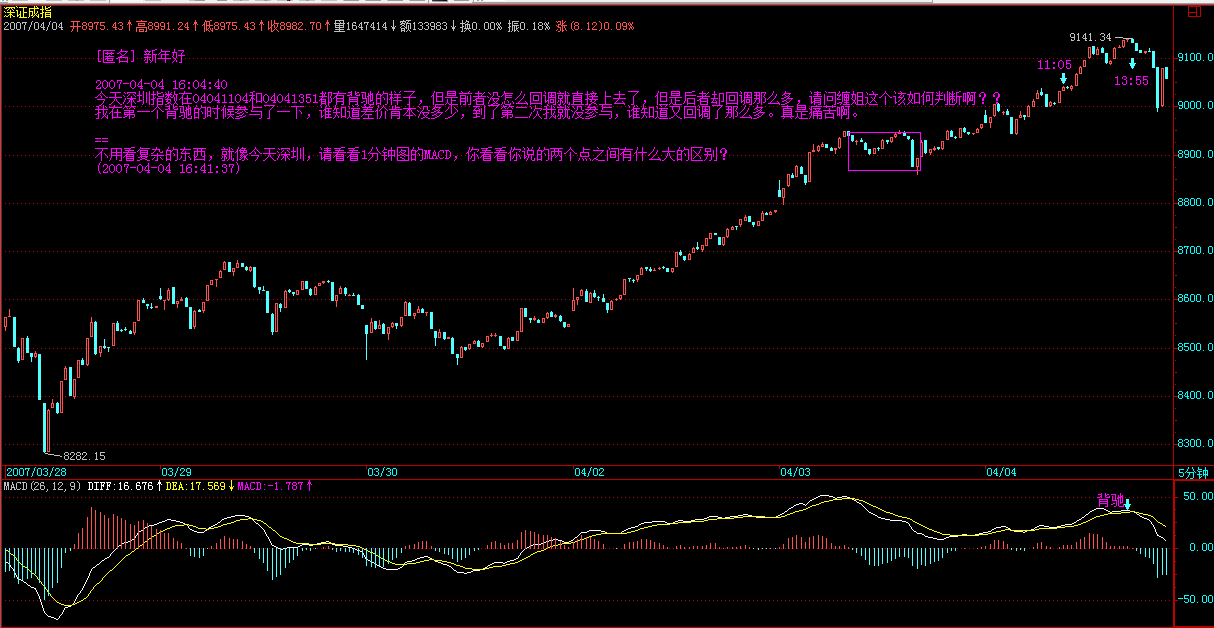 深证成指
2007/04/04 开8975.43↑高8991.24↑低8975.43↑收8982.70↑量1647414↓额133983↓换0.00% 振0.18% 涨(8.12)0.09%
9141.34
[匿名] 新年好
11:05
13:55
2007-04-04 16:04:40
今天深圳指数在04041104和04041351都有背驰的样子，但是前者没怎么回调就直接上去了，但是后者却回调那么多，请问缠姐这个该如何判断啊？？
我在第一个背驰的时候参与了一下，谁知道差价肯本没多少，到了第二次我就没参与，谁知道又回调了那么多。真是痛苦啊。
==
不用看复杂的东西，就像今天深圳，请看看1分钟图的MACD，你看看你说的两个点之间有什么大的区别？
(2007-04-04 16:41:37)
9100.0
9000.0
8900.0
8800.0
8700.0
8600.0
8500.0
8400.0
8300.0
8282.15
2007/03/28 03/29 03/30 04/02 04/03 04/04 5分钟
MACD(26,12,9) DIFF:16.676↑DEA:17.569↓MACD:-1.787↑
背驰
50.00
0.00
-50.00